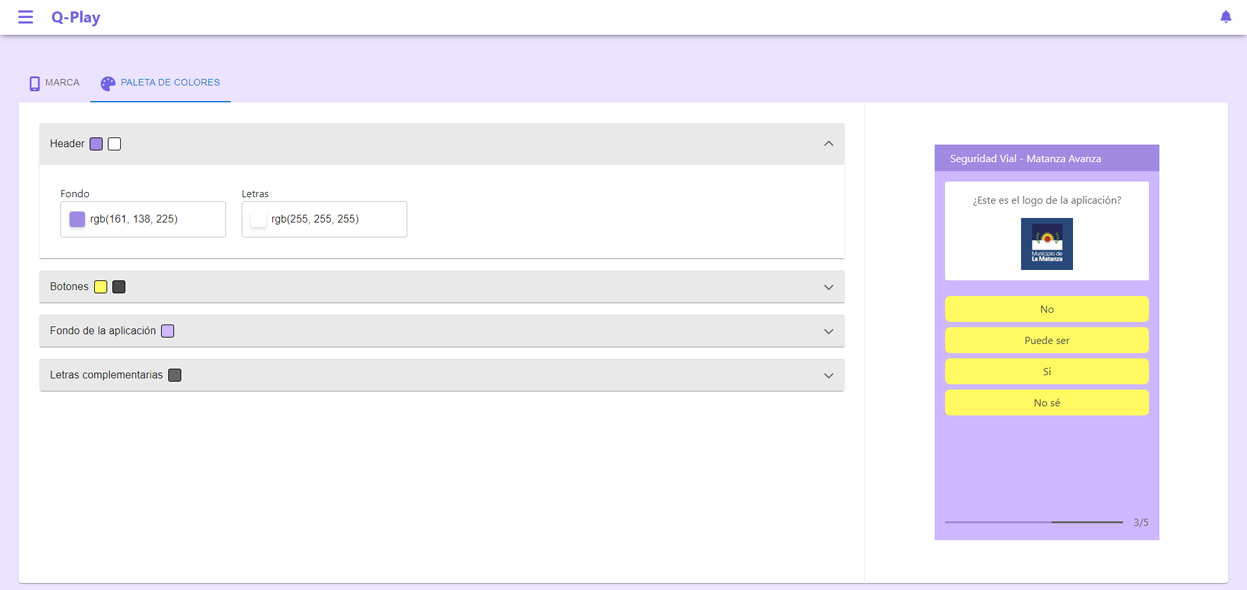 Q-Play
MARCA
PALETA DE COLORES
Header
Fondo
Letras
rgb(161, 138, 225)
rgb(255, 255, 255)
Botones
Fondo de la aplicación
Letras complementarias
Seguridad Vial - Matanza Avanza
¿Este es el logo de la aplicación?
Municipio de
La Matanza
No
Puede ser
Sí
No sé
3/5